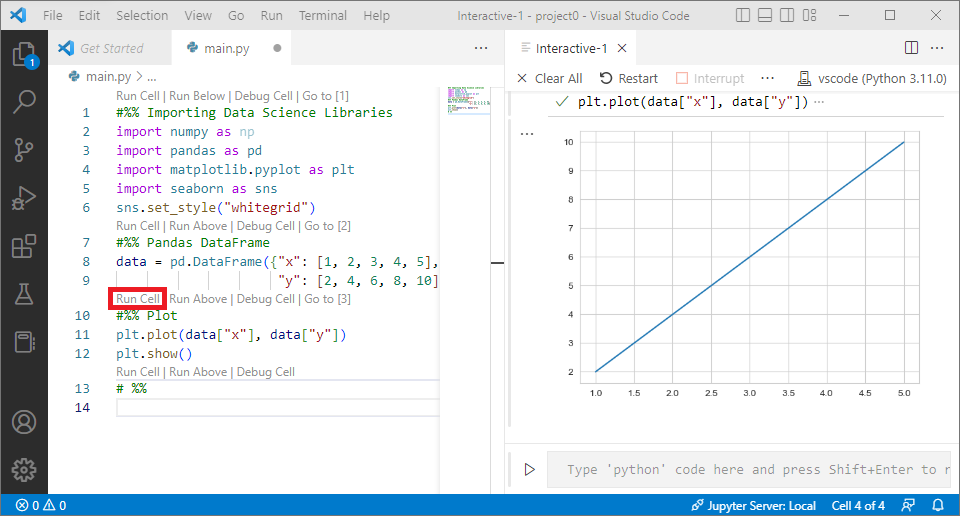 File Edit Selection View Go Run Terminal Help Interactive-1 - project0 - Visual Studio Code
Get Started main.py ● ···
main.py > ...
Run Cell | Run Below | Debug Cell | Go to [1]
1 #%% Importing Data Science Libraries
2 import numpy as np
3 import pandas as pd
4 import matplotlib.pyplot as plt
5 import seaborn as sns
6 sns.set_style("whitegrid")
Run Cell | Run Above | Debug Cell | Go to [2]
7 #%% Pandas DataFrame
8 data = pd.DataFrame({"x": [1, 2, 3, 4, 5],
9 "y": [2, 4, 6, 8, 10]
Run Cell | Run Above | Debug Cell | Go to [3]
10 #%% Plot
11 plt.plot(data["x"], data["y"])
12 plt.show()
Run Cell | Run Above | Debug Cell
13 # %%
14
1
Interactive-1 ···
Clear All Restart Interrupt ··· vscode (Python 3.11.0)
plt.plot(data["x"], data["y"]) ···
···
10
9
8
7
6
5
4
3
2
1.0 1.5 2.0 2.5 3.0 3.5 4.0 4.5 5.0
Type 'python' code here and press Shift+Enter to r
0 0 Jupyter Server: Local Cell 4 of 4